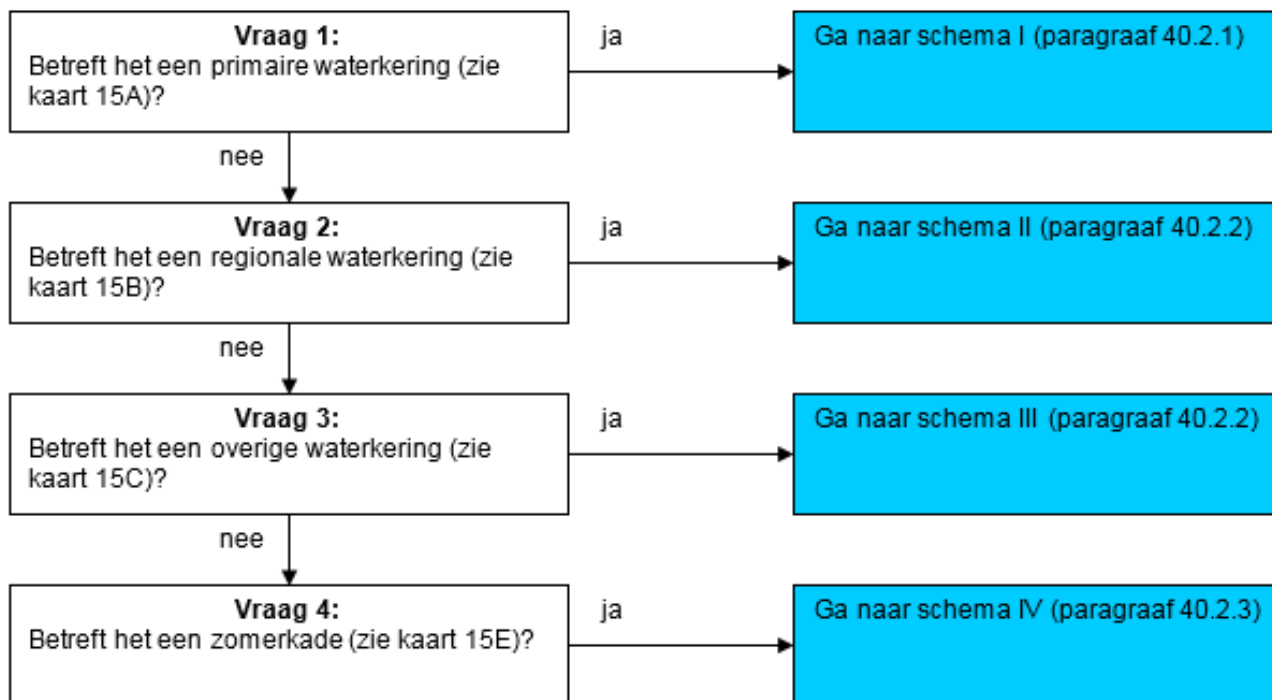 Vraag 1:
Betreft het een primaire waterkering (zie
kaart 15A)?
ja
Ga naar schema I (paragraaf 40.2.1)
nee
Vraag 2:
Betreft het een regionale waterkering (zie
kaart 15B)?
ja
Ga naar schema II (paragraaf 40.2.2)
nee
Vraag 3:
Betreft het een overige waterkering (zie
kaart 15C)?
ja
Ga naar schema III (paragraaf 40.2.2)
nee
Vraag 4:
Betreft het een zomerkade (zie kaart 15E)?
ja
Ga naar schema IV (paragraaf 40.2.3)